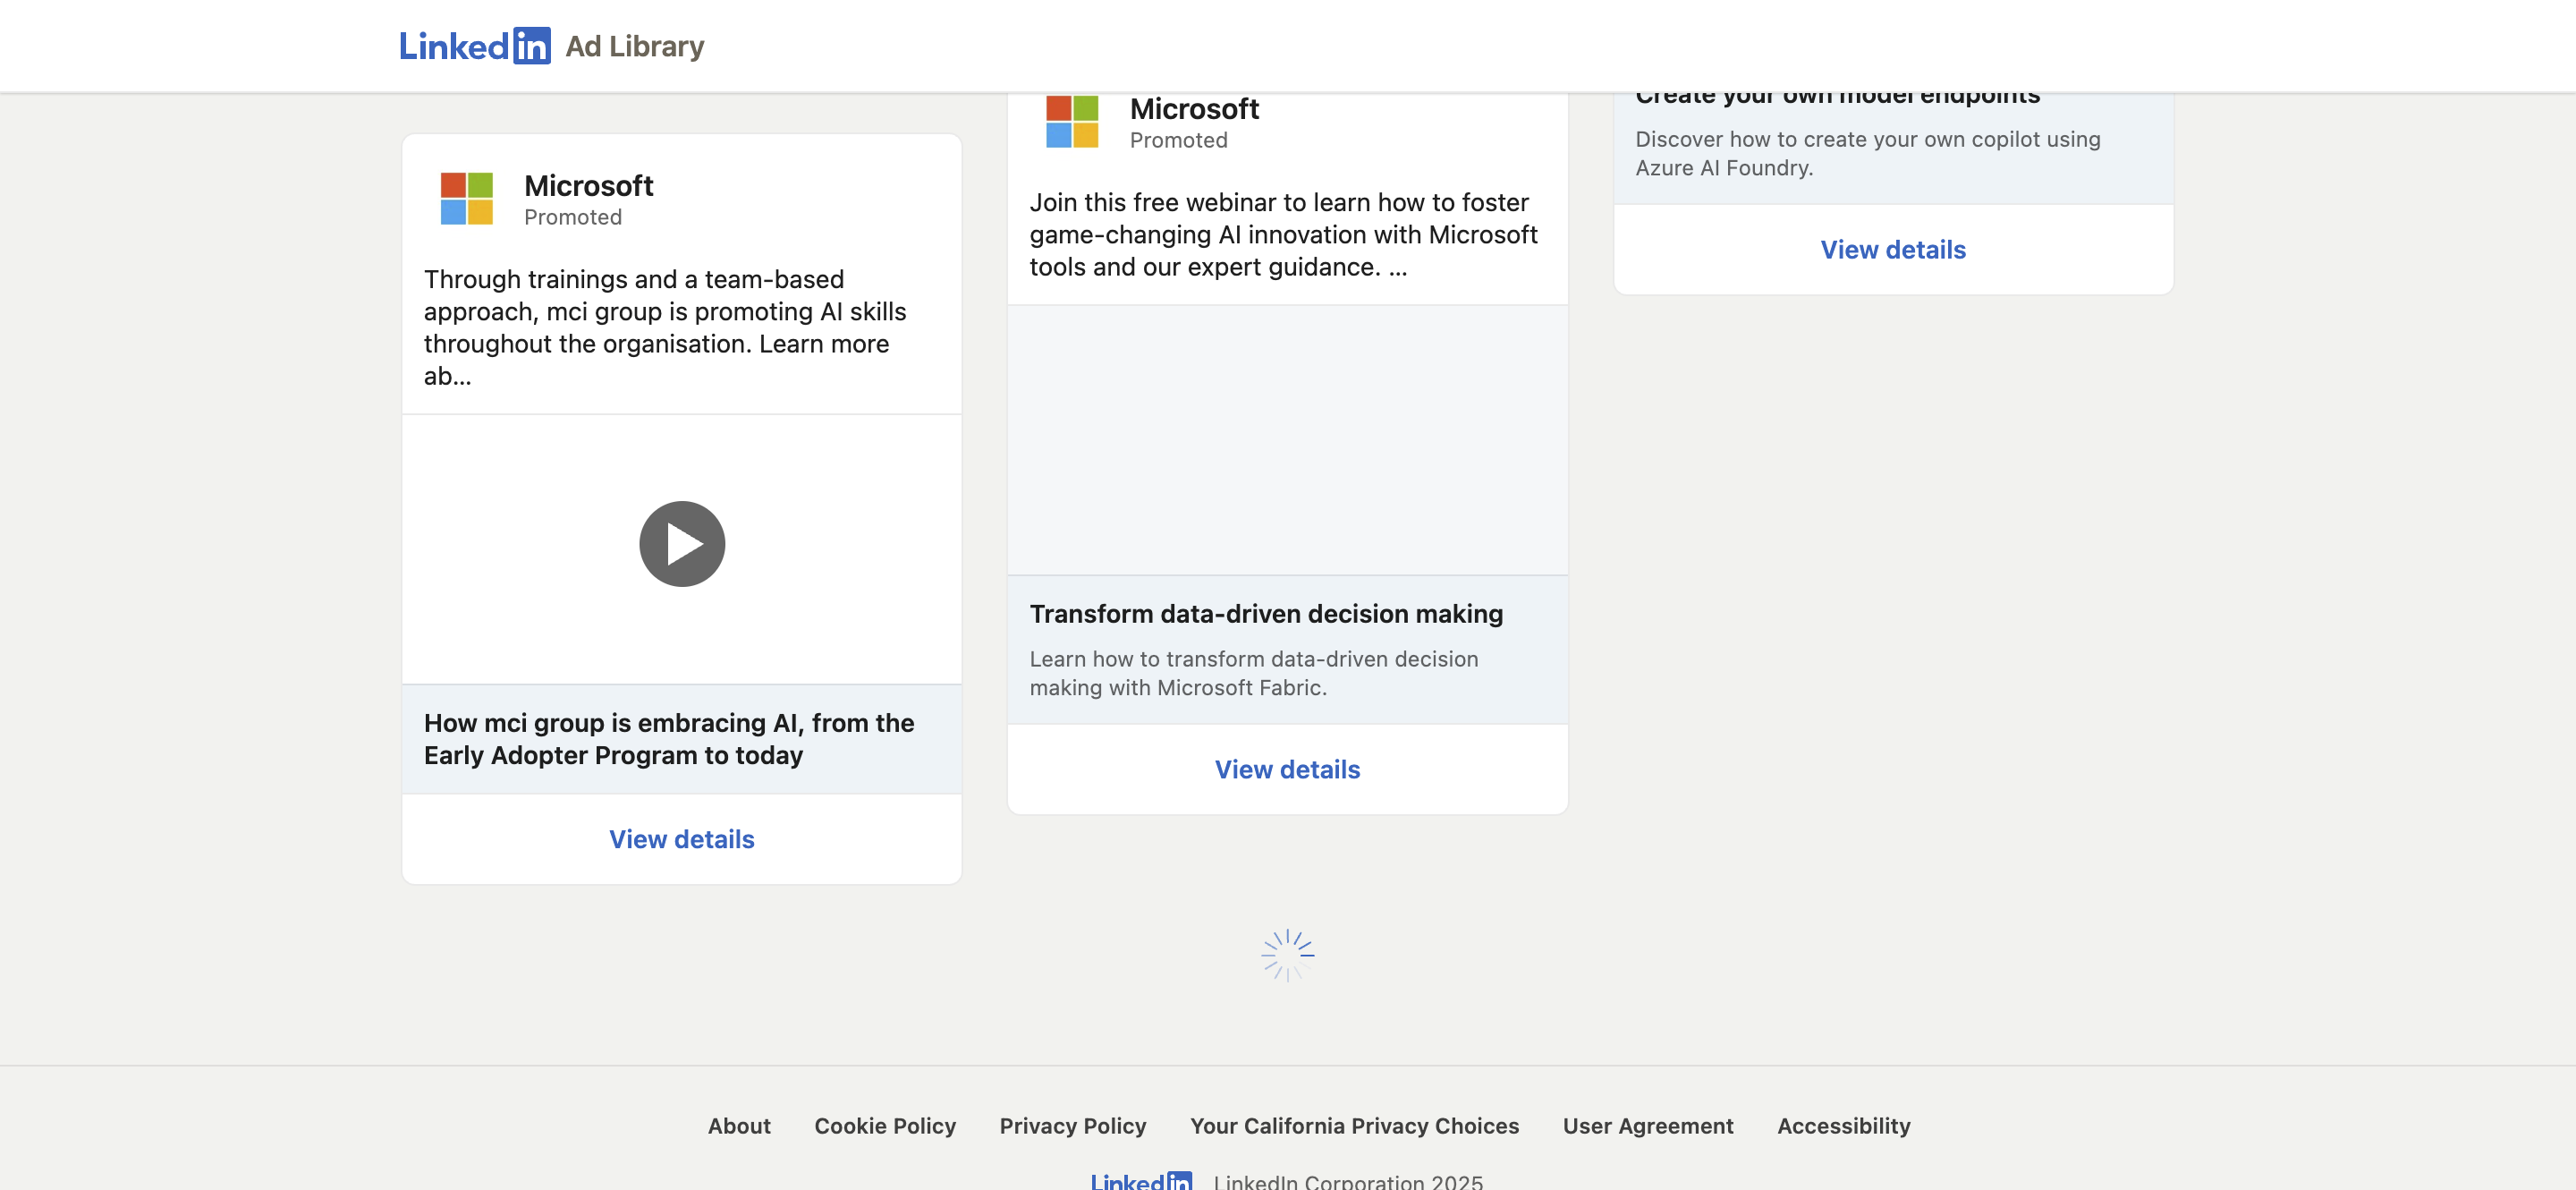 LinkedIn Ad Library
Microsoft
Promoted
Through trainings and a team-based
approach, mci group is promoting AI skills
throughout the organisation. Learn more
ab...
How mci group is embracing AI, from the
Early Adopter Program to today
View details
Microsoft
Promoted
Join this free webinar to learn how to foster
game-changing AI innovation with Microsoft
tools and our expert guidance. ...
Transform data-driven decision making
Learn how to transform data-driven decision
making with Microsoft Fabric.
View details
Create your own model endpoints
Discover how to create your own copilot using
Azure AI Foundry.
View details
About Cookie Policy Privacy Policy Your California Privacy Choices User Agreement Accessibility
LinkedIn LinkedIn Corporation 2025